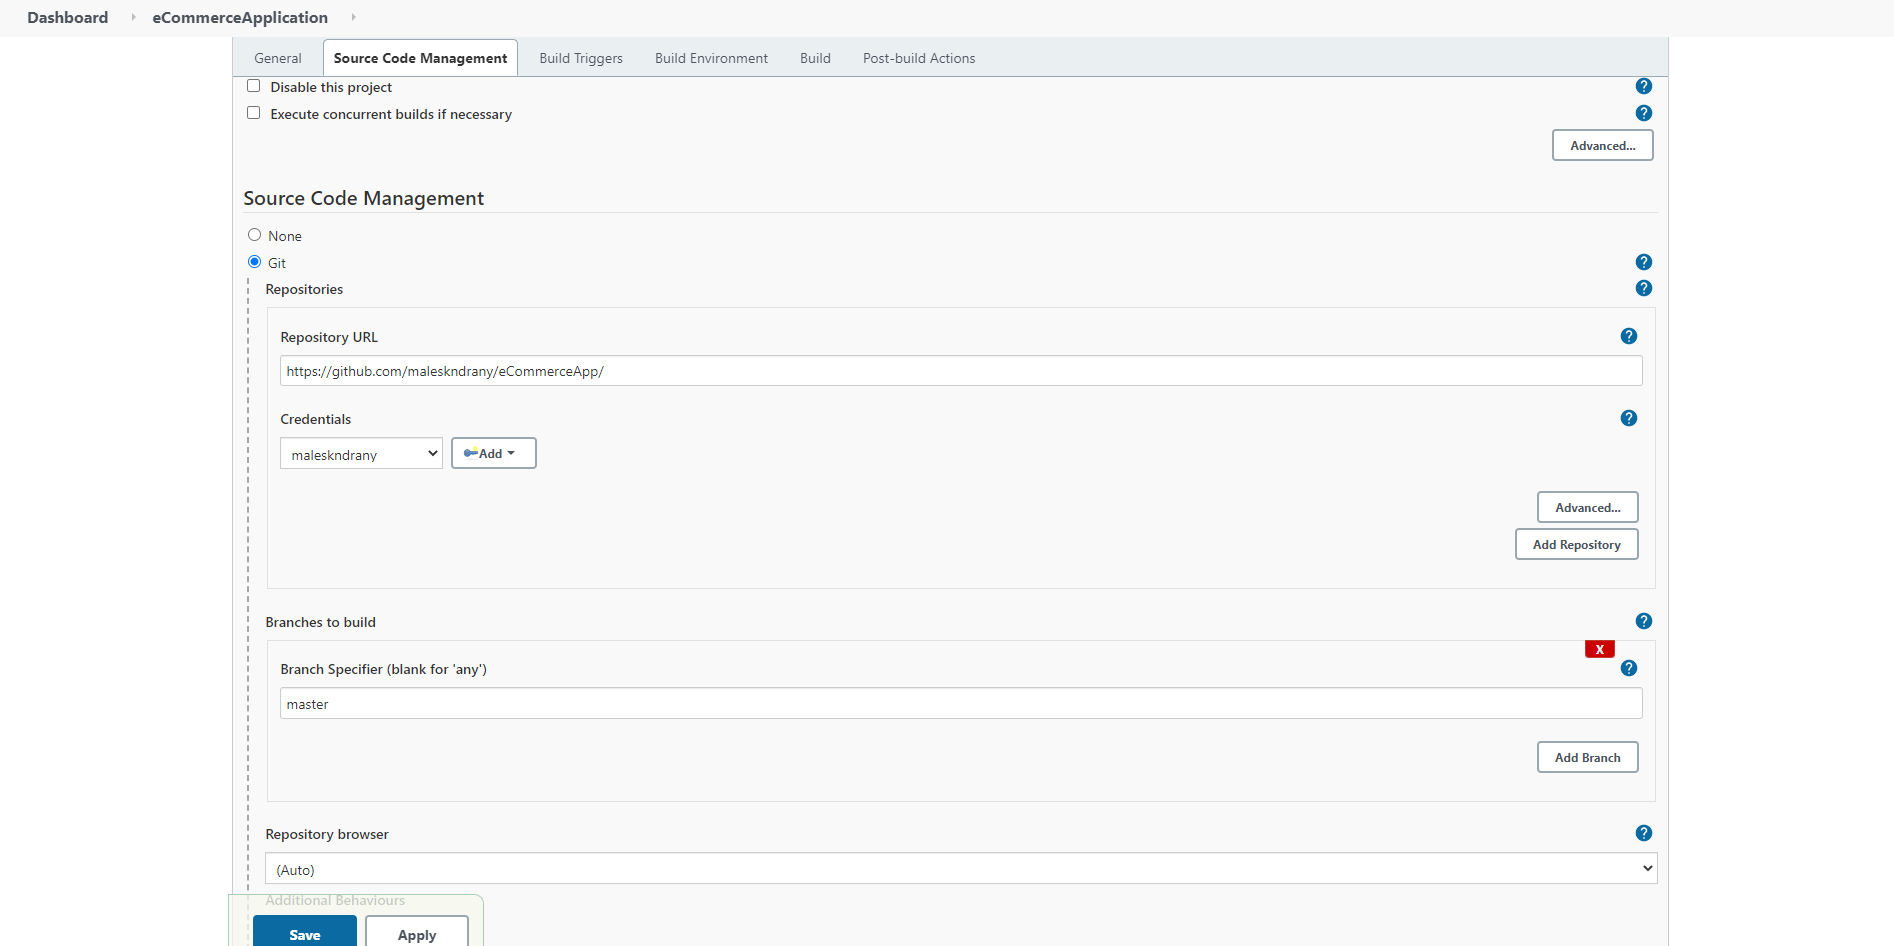 Dashboard eCommerceApplication
General Source Code Management Build Triggers Build Environment Build Post-build Actions
Disable this project ?
Execute concurrent builds if necessary ?
Advanced...
Source Code Management
None
Git ?
Repositories ?
Repository URL ?
https://github.com/maleskndrany/eCommerceApp/
Credentials ?
maleskndrany Add
Advanced...
Add Repository
Branches to build ?
X
Branch Specifier (blank for 'any') ?
master
Add Branch
Repository browser ?
(Auto)
Additional Behaviours
Save Apply